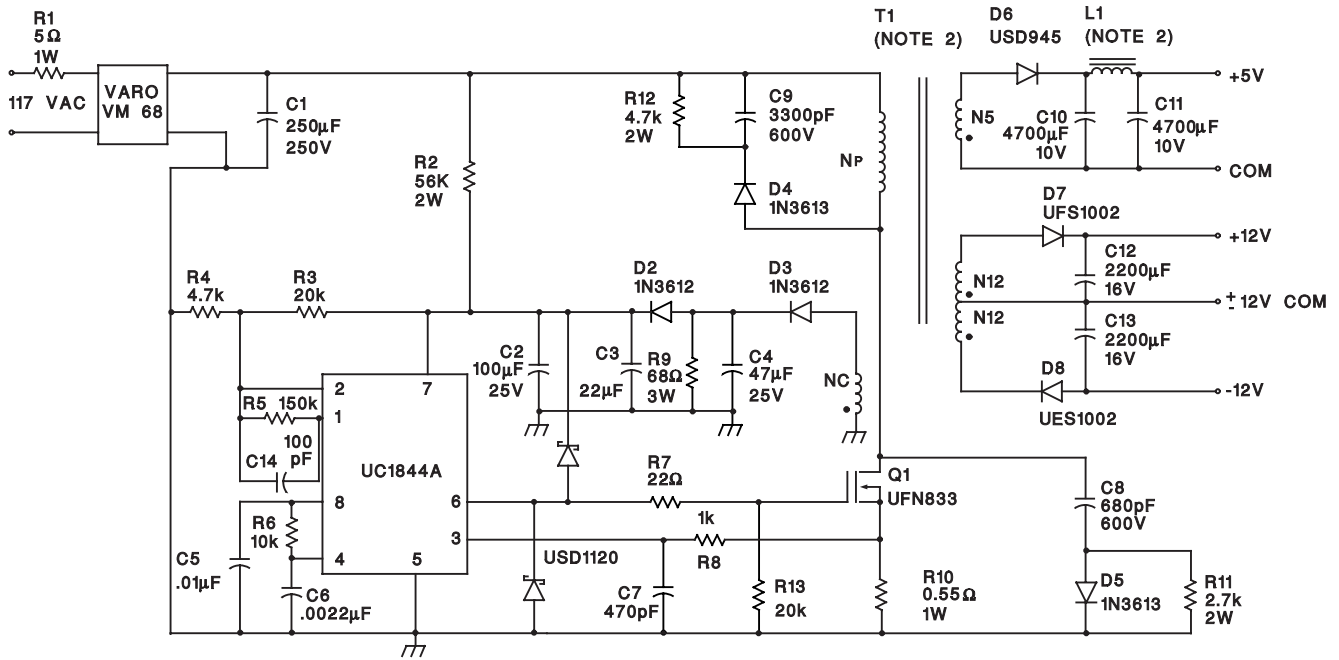 R1
5Ω
1W
117 VAC
VARO
VM 68
C1
250µF
250V
R2
56K
2W
R12
4.7k
2W
C9
3300pF
600V
D4
1N3613
NP
T1
(NOTE 2)
D6
USD945
L1
(NOTE 2)
N5
C10
4700µF
10V
C11
4700µF
10V
+5V
COM
D7
UFS1002
N12
N12
C12
2200µF
16V
C13
2200µF
16V
D8
UES1002
+12V
± 12V COM
-12V
R4
4.7k
R3
20k
D2
1N3612
D3
1N3612
C2
100µF
25V
C3
22µF
R9
68Ω
3W
C4
47µF
25V
NC
R5 150k
C14
100
pF
2
1
7
UC1844A
8
4
5
6
3
R6
10k
C5
.01µF
C6
.0022µF
USD1120
R7
22Ω
1k
R8
C7
470pF
R13
20k
Q1
UFN833
R10
0.55Ω
1W
C8
680pF
600V
D5
1N3613
R11
2.7k
2W